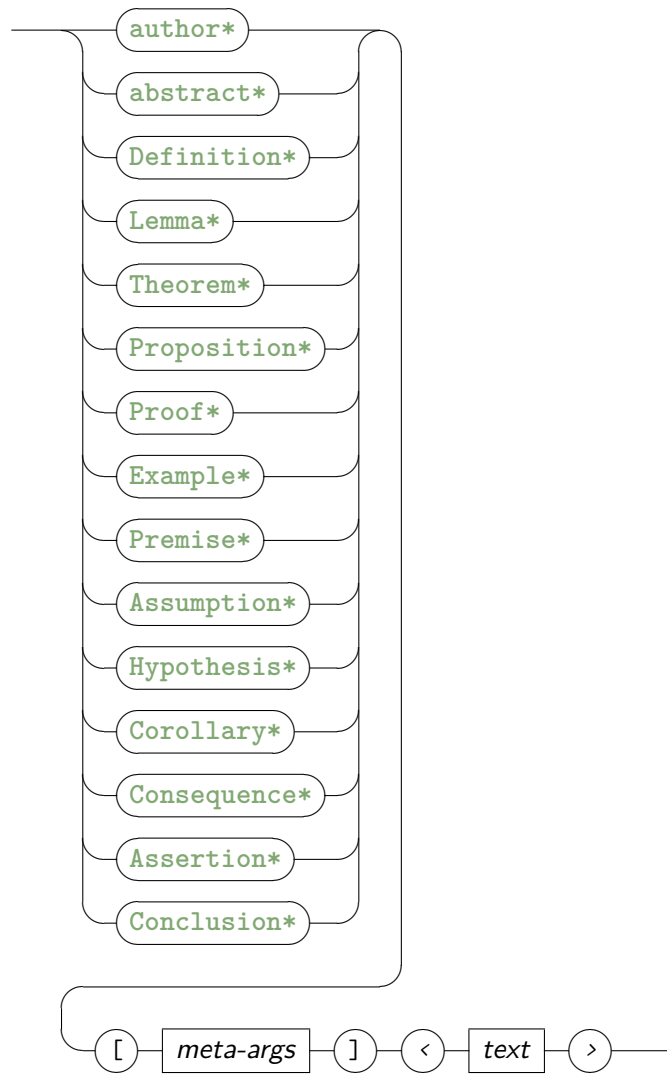 author*
abstract*
Definition*
Lemma*
Theorem*
Proposition*
Proof*
Example*
Premise*
Assumption*
Hypothesis*
Corollary*
Consequence*
Assertion*
Conclusion*
[ meta-args ] < text >